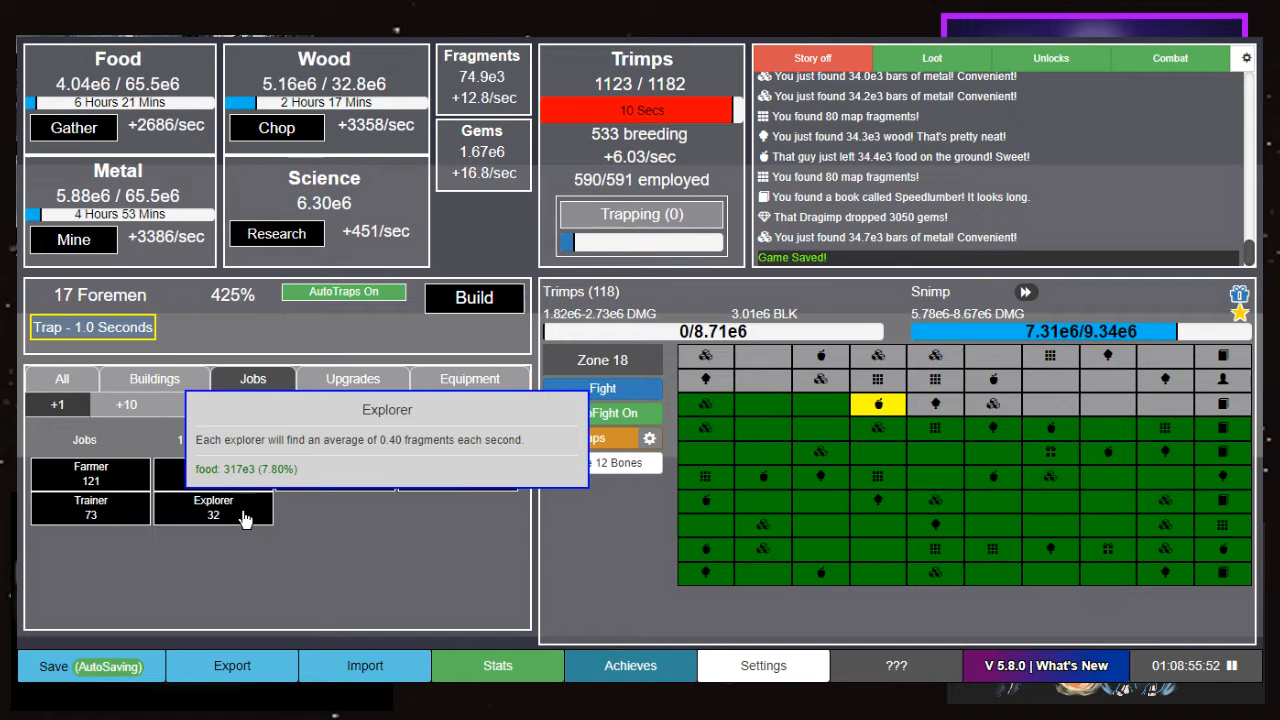 Food
4.04e6 / 65.5e6
6 Hours 21 Mins
Gather
+2686/sec
Wood
5.16e6 / 32.8e6
2 Hours 17 Mins
Chop
+3358/sec
Fragments
74.9e3
+12.8/sec
Gems
1.67e6
+16.8/sec
Metal
5.88e6 / 65.5e6
4 Hours 53 Mins
Mine
+3386/sec
Science
6.30e6
Research
+451/sec
Trimps
1123 / 1182
10 Secs
533 breeding
+6.03/sec
590/591 employed
Trapping (0)
Story off
Loot
Unlocks
Combat
You just found 34.0e3 bars of metal! Convenient!
You just found 34.2e3 bars of metal! Convenient!
You found 80 map fragments!
You just found 34.3e3 wood! That's pretty neat!
That guy just left 34.4e3 food on the ground! Sweet!
You found 80 map fragments!
You found a book called Speedlumber! It looks long.
That Dragimp dropped 3050 gems!
You just found 34.7e3 bars of metal! Convenient!
Game Saved!
17 Foremen
425%
AutoTraps On
Build
Trap - 1.0 Seconds
All
Buildings
Jobs
Upgrades
Equipment
+1
+10
Explorer
Each explorer will find an average of 0.40 fragments each second.
food: 317e3 (7.80%)
Jobs
1
Farmer
121
Trainer
73
Explorer
32
Trimps (118)
1.82e6-2.73e6 DMG
3.01e6 BLK
0/8.71e6
Snimp
0
5.78e6-8.67e6 DMG
7.31e6/9.34e6
Zone 18
Fight
oFight On
aps
e 12 Bones
Save (AutoSaving)
Export
Import
Stats
Achieves
Settings
???
V 5.8.0 | What's New
01:08:55:52